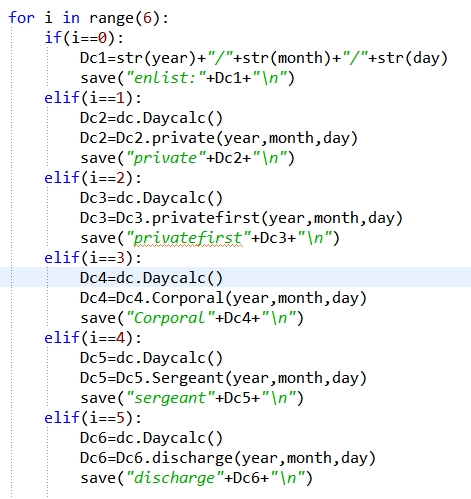 for i in range(6):
    if(i==0):
        Dc1=str(year)+"/"+str(month)+"/"+str(day)
        save("enlist:"+Dc1+"\n")
    elif(i==1):
        Dc2=dc.Daycalc()
        Dc2=Dc2.private(year,month,day)
        save("private"+Dc2+"\n")
    elif(i==2):
        Dc3=dc.Daycalc()
        Dc3=Dc3.privatefirst(year,month,day)
        save("privatefirst"+Dc3+"\n")
    elif(i==3):
        Dc4=dc.Daycalc()
        Dc4=Dc4.Corporal(year,month,day)
        save("Corporal"+Dc4+"\n")
    elif(i==4):
        Dc5=dc.Daycalc()
        Dc5=Dc5.Sergeant(year,month,day)
        save("sergeant"+Dc5+"\n")
    elif(i==5):
        Dc6=dc.Daycalc()
        Dc6=Dc6.discharge(year,month,day)
        save("discharge"+Dc6+"\n")